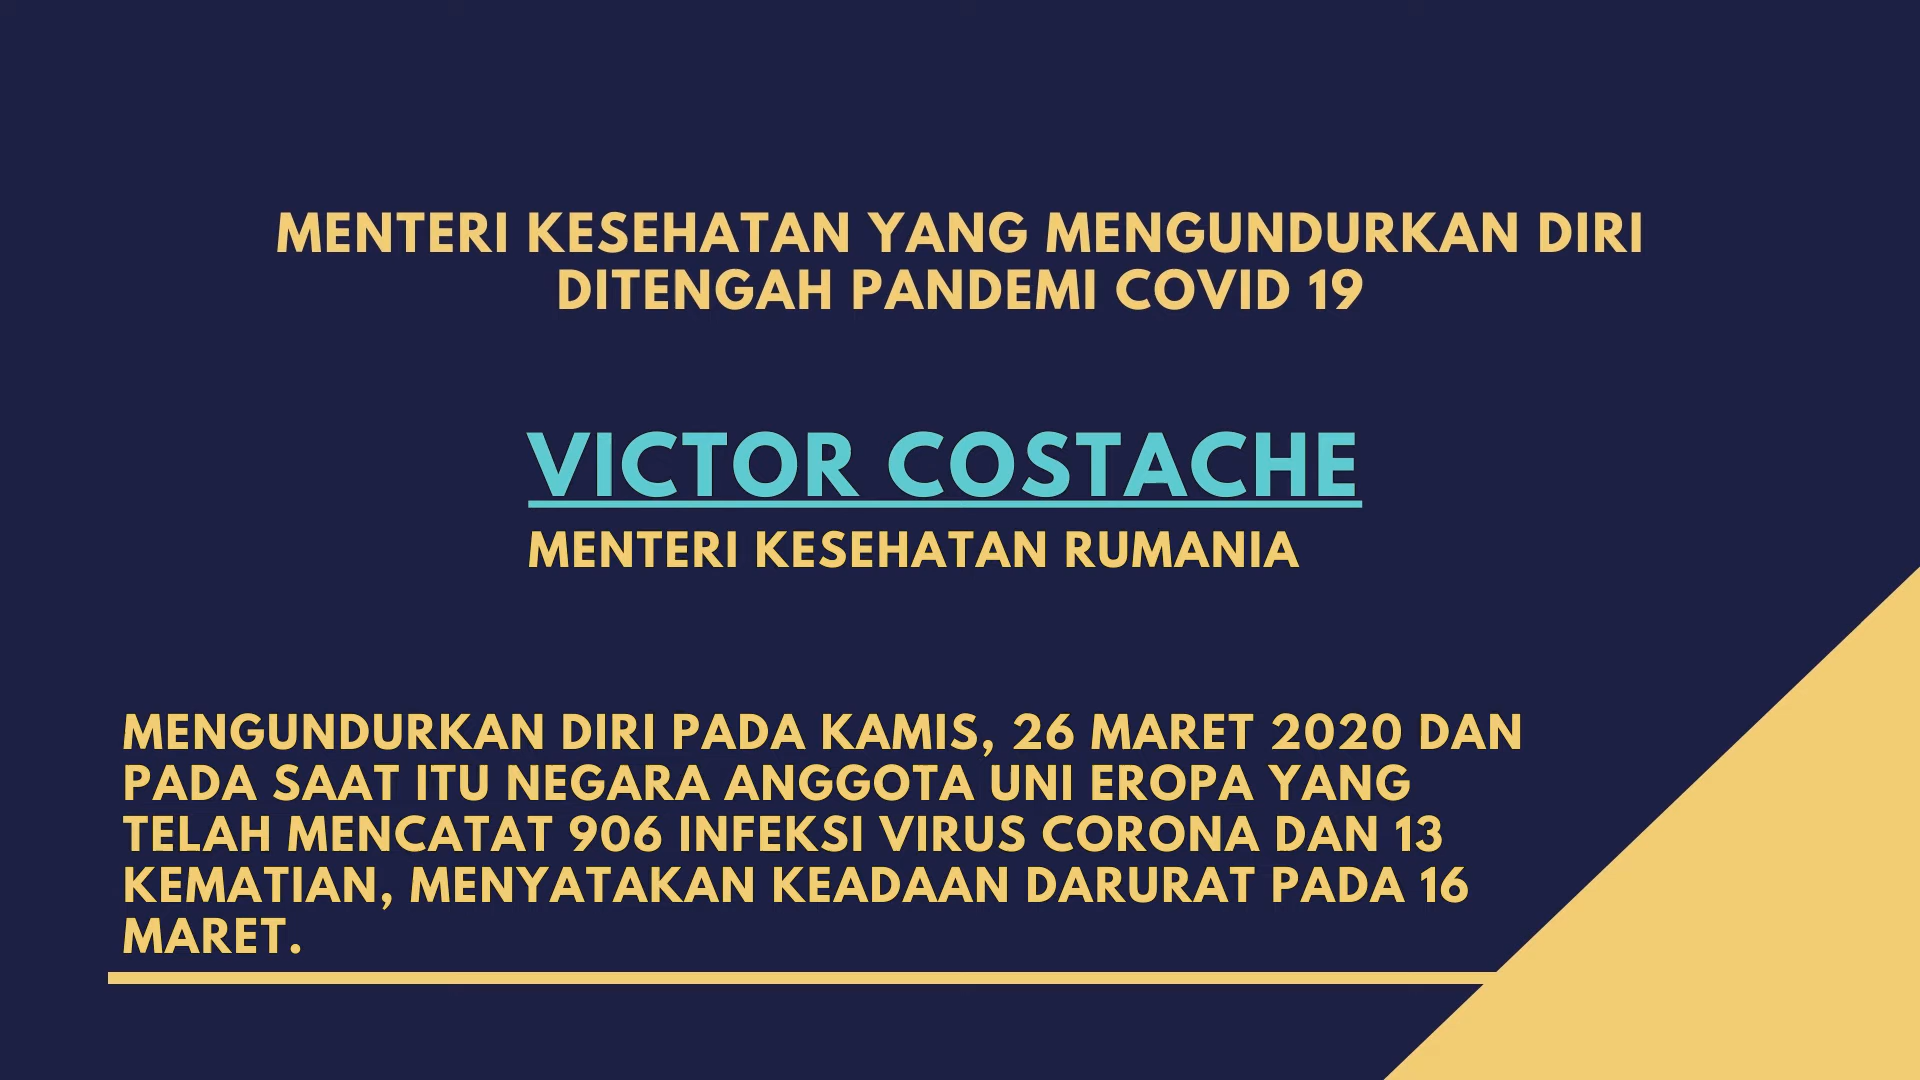 MENTERI KESEHATAN YANG MENGUNDURKAN DIRI
DITENGAH PANDEMI COVID 19
VICTOR COSTACHE
MENTERI KESEHATAN RUMANIA
MENGUNDURKAN DIRI PADA KAMIS, 26 MARET 2020 DAN
PADA SAAT ITU NEGARA ANGGOTA UNI EROPA YANG
TELAH MENCATAT 906 INFEKSI VIRUS CORONA DAN 13
KEMATIAN, MENYATAKAN KEADAAN DARURAT PADA 16
MARET.